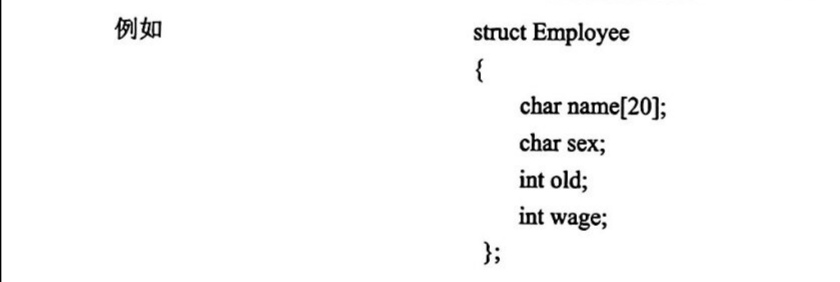 例如
struct Employee
{
char name[20];
char sex;
int old;
int wage;
};